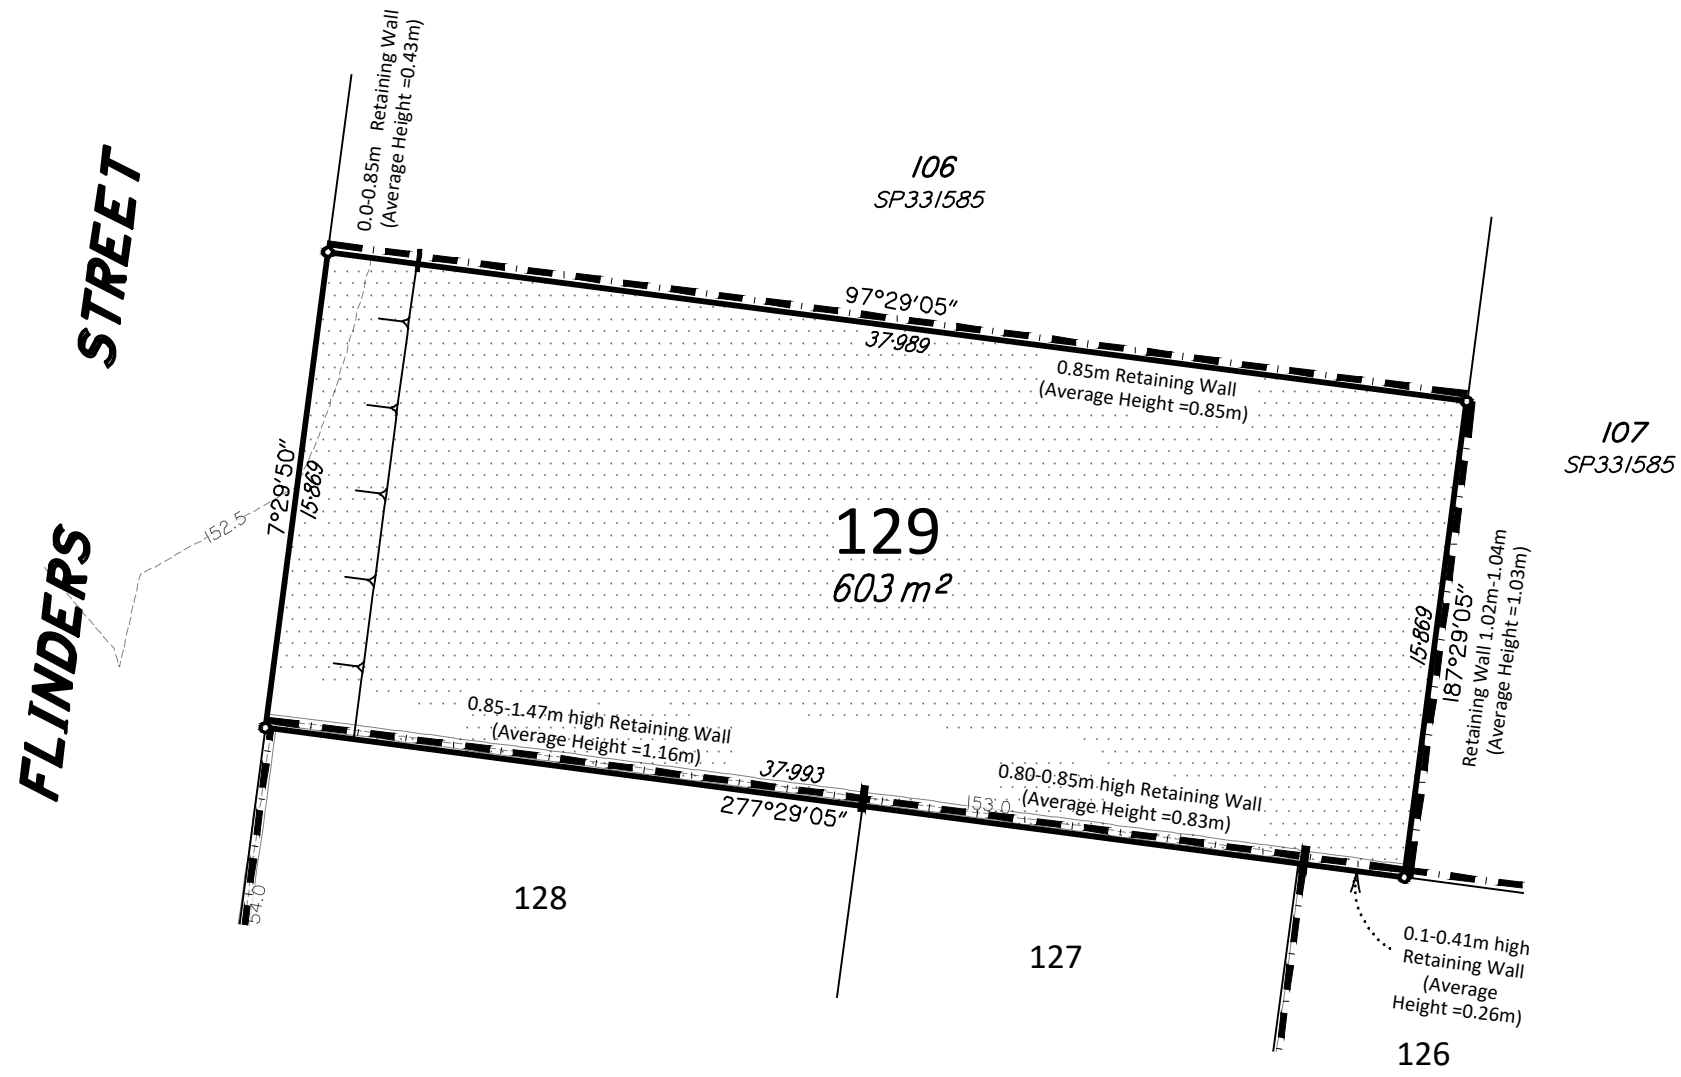 0.0-0.85m Retaining Wall
(Average Height =0.43m)
STREET
FLINDERS
106
SP331585
97°29'05"
37·989
0.85m Retaining Wall
(Average Height =0.85m)
107
SP331585
7°29'50"
15·869
152.5
129
603 m²
15·869
187°29'05"
Retaining Wall 1.02m-1.04m
(Average Height =1.03m)
0.85-1.47m high Retaining Wall
(Average Height =1.16m)
37·993
277°29'05"
153.0
0.80-0.85m high Retaining Wall
(Average Height =0.83m)
54.0
128
127
0.1-0.41m high
Retaining Wall
(Average
Height =0.26m)
126